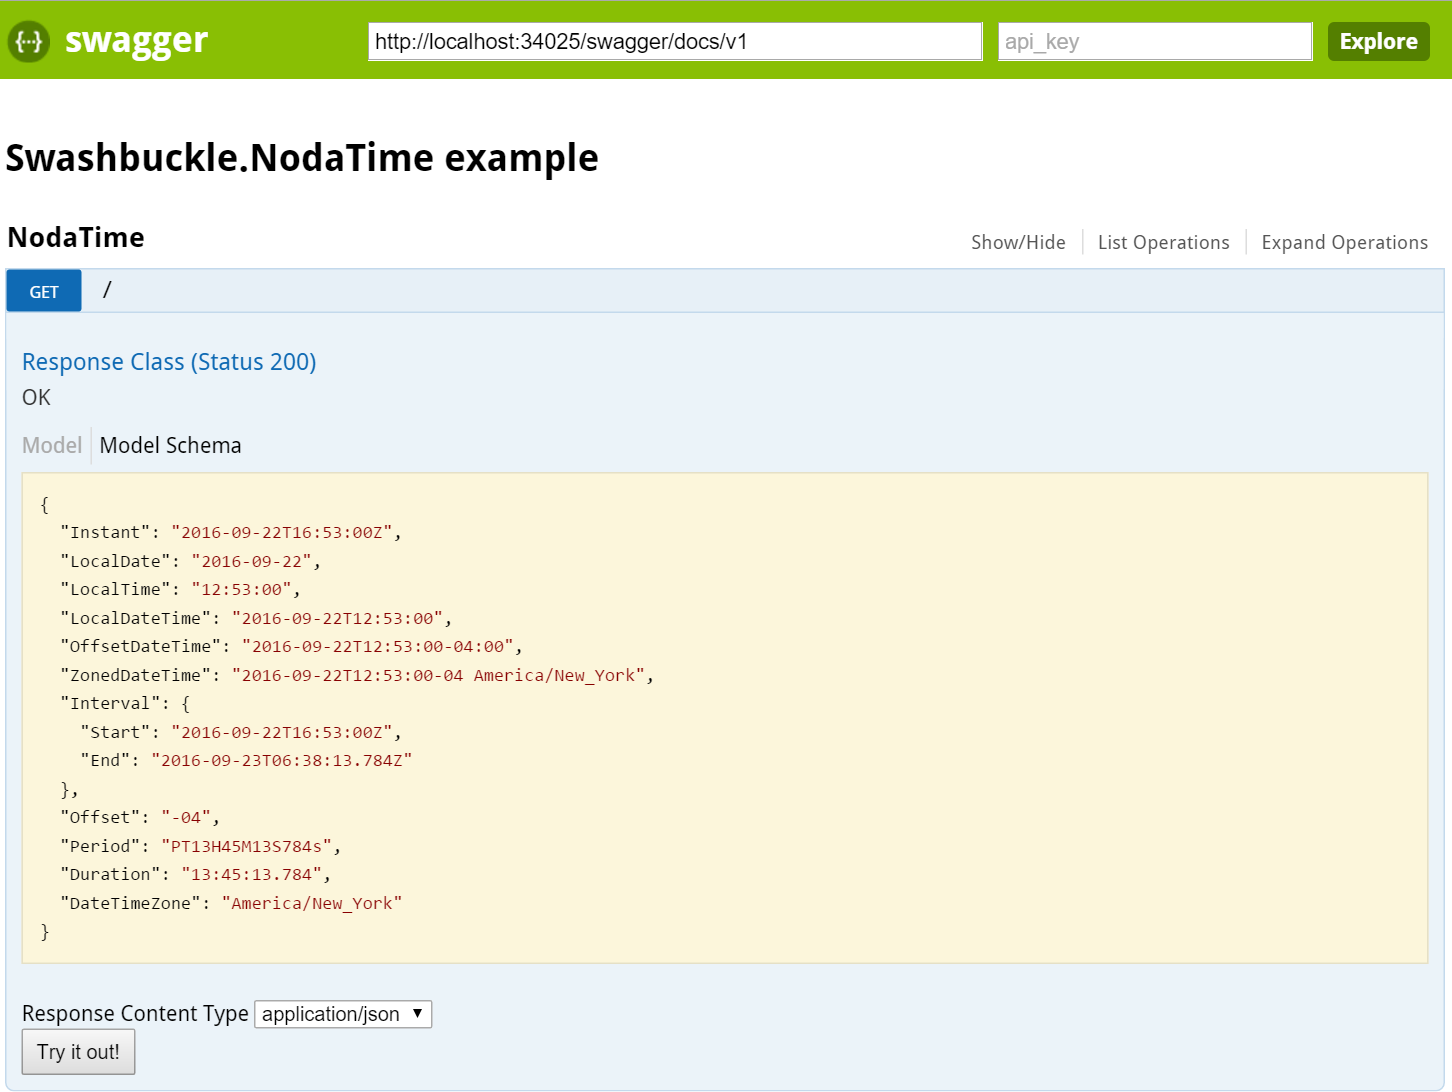 {···} swagger http://localhost:34025/swagger/docs/v1 api_key Explore
Swashbuckle.NodaTime example
NodaTime Show/Hide List Operations Expand Operations
GET /
Response Class (Status 200)
OK
Model Model Schema
{
  "Instant": "2016-09-22T16:53:00Z",
  "LocalDate": "2016-09-22",
  "LocalTime": "12:53:00",
  "LocalDateTime": "2016-09-22T12:53:00",
  "OffsetDateTime": "2016-09-22T12:53:00-04:00",
  "ZonedDateTime": "2016-09-22T12:53:00-04 America/New_York",
  "Interval": {
    "Start": "2016-09-22T16:53:00Z",
    "End": "2016-09-23T06:38:13.784Z"
  },
  "Offset": "-04",
  "Period": "PT13H45M13S784s",
  "Duration": "13:45:13.784",
  "DateTimeZone": "America/New_York"
}
Response Content Type application/json
Try it out!